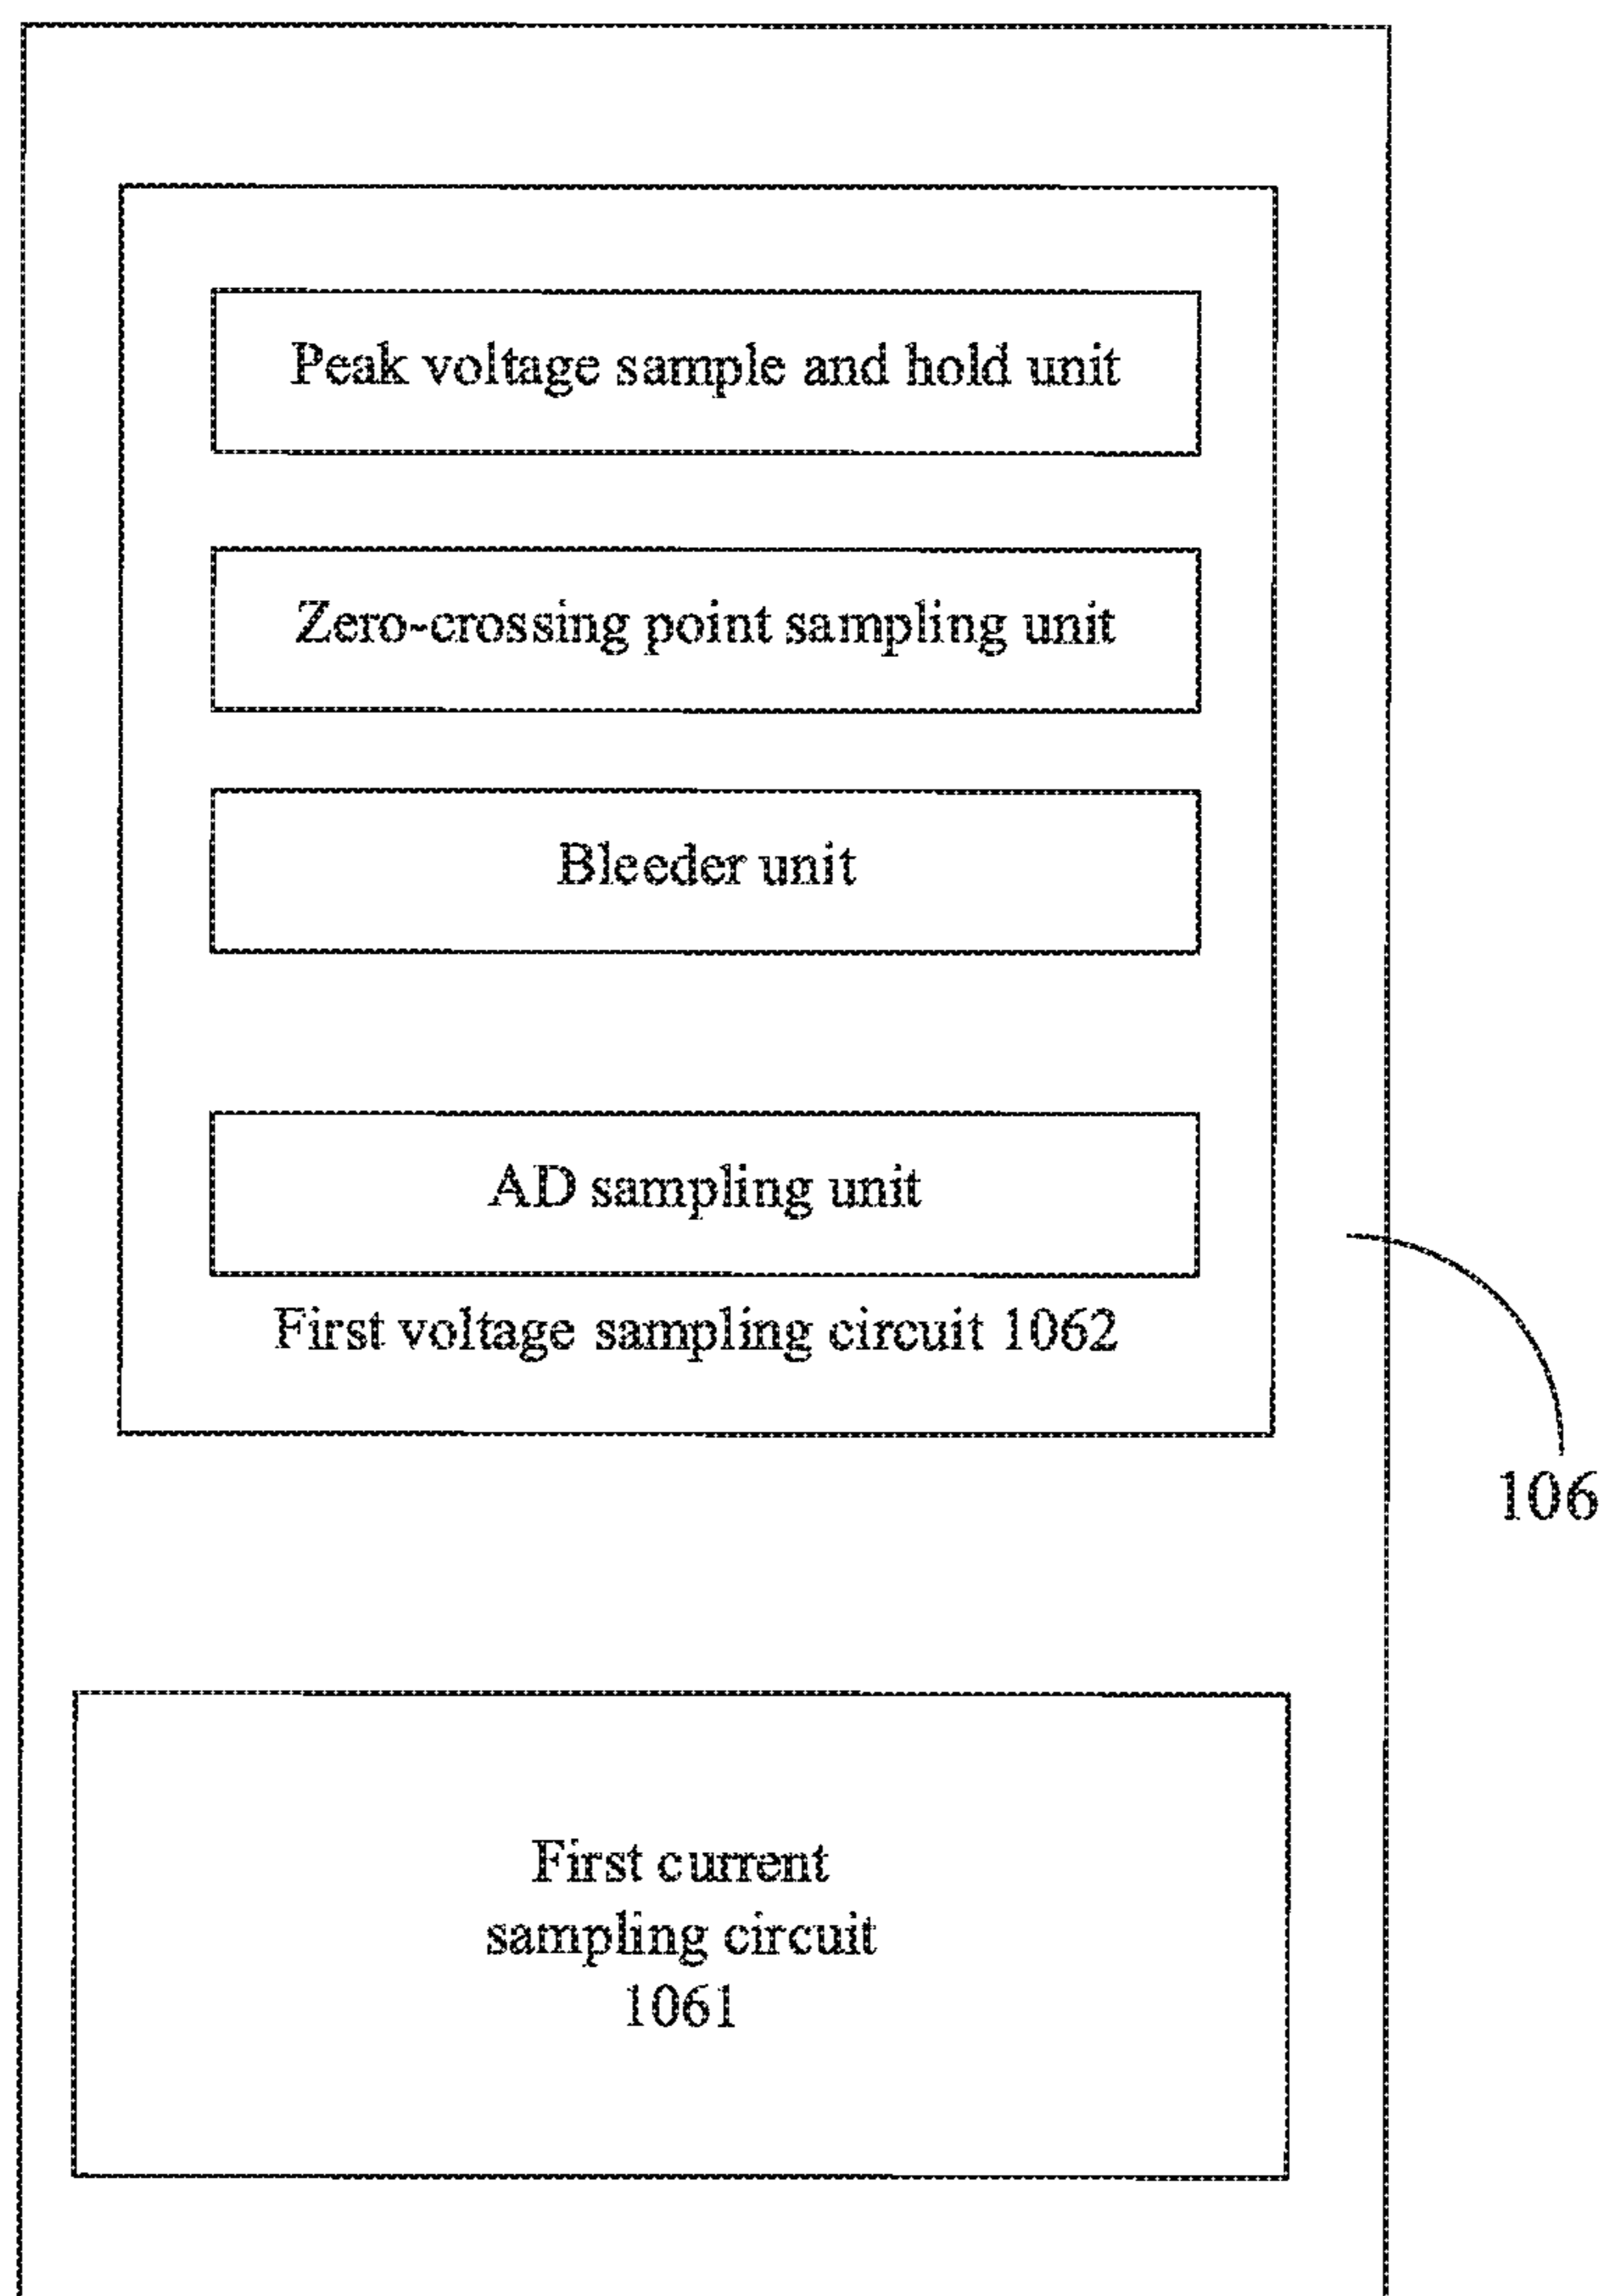 Peak voltage sample and hold unit
Zero-crossing point sampling unit
Bleeder unit
AD sampling unit
First voltage sampling circuit 1062
106
First current
sampling circuit
1061